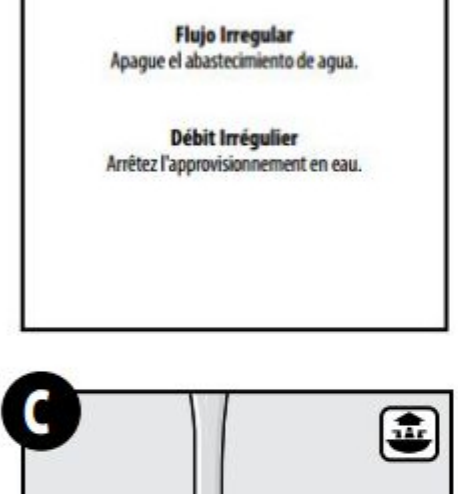 Flujo Irregular
Apague el abastecimiento de agua.
Débit Irrégulier
Arrêtez l'approvisionnement en eau.
C